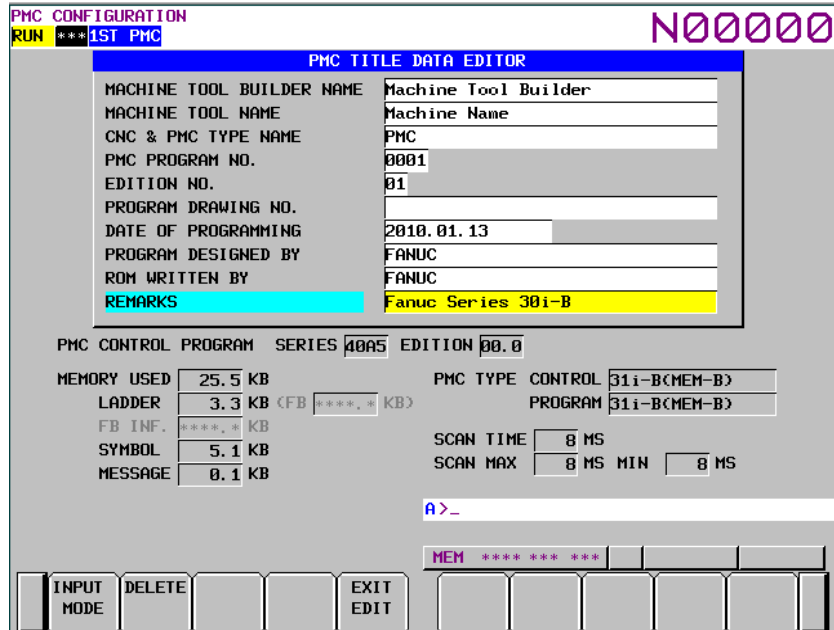 PMC CONFIGURATION
N00000
RUN ***1ST PMC
PMC TITLE DATA EDITOR
MACHINE TOOL BUILDER NAME Machine Tool Builder
MACHINE TOOL NAME Machine Name
CNC & PMC TYPE NAME PMC
PMC PROGRAM NO. 0001
EDITION NO. 01
PROGRAM DRAWING NO.
DATE OF PROGRAMMING 2010.01.13
PROGRAM DESIGNED BY FANUC
ROM WRITTEN BY FANUC
REMARKS Fanuc Series 30i-B
PMC CONTROL PROGRAM SERIES 40A5 EDITION 00.0
MEMORY USED 25.5 KB PMC TYPE CONTROL 31i-B(MEM-B)
LADDER 3.3 KB (FB ****.* KB) PROGRAM 31i-B(MEM-B)
FB INF. ****.* KB
SYMBOL 5.1 KB SCAN TIME 8 MS
MESSAGE 0.1 KB SCAN MAX 8 MS MIN 8 MS
A>_
MEM **** *** ***
INPUT MODE DELETE EXIT EDIT